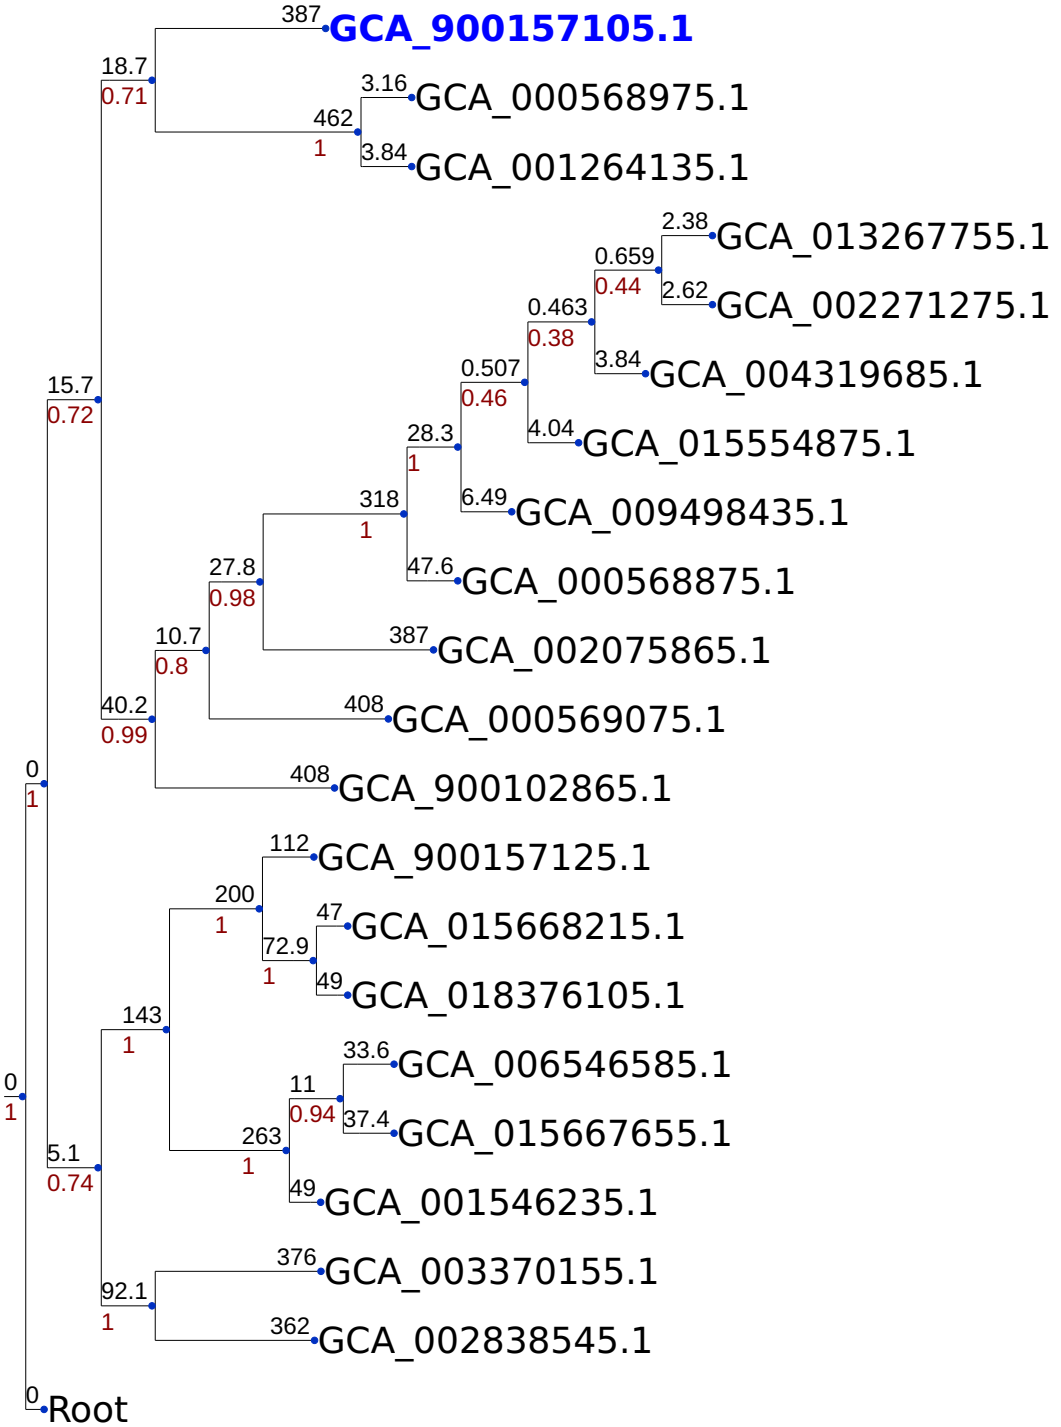 387
GCA_900157105.1
18.7
0.71
3.16
GCA_000568975.1
462
1
3.84
GCA_001264135.1
2.38
GCA_013267755.1
0.659
0.44
2.62
GCA_002271275.1
0.463
0.38
3.84
GCA_004319685.1
0.507
0.46
15.7
0.72
4.04
GCA_015554875.1
28.3
1
6.49
GCA_009498435.1
318
1
47.6
GCA_000568875.1
27.8
0.98
10.7
0.8
387
GCA_002075865.1
40.2
0.99
408
GCA_000569075.1
0
1
408
GCA_900102865.1
112
GCA_900157125.1
200
1
47
GCA_015668215.1
72.9
1
49
GCA_018376105.1
143
1
33.6
GCA_006546585.1
0
1
11
0.94
37.4
GCA_015667655.1
263
1
5.1
0.74
49
GCA_001546235.1
376
GCA_003370155.1
92.1
1
362
GCA_002838545.1
0
Root